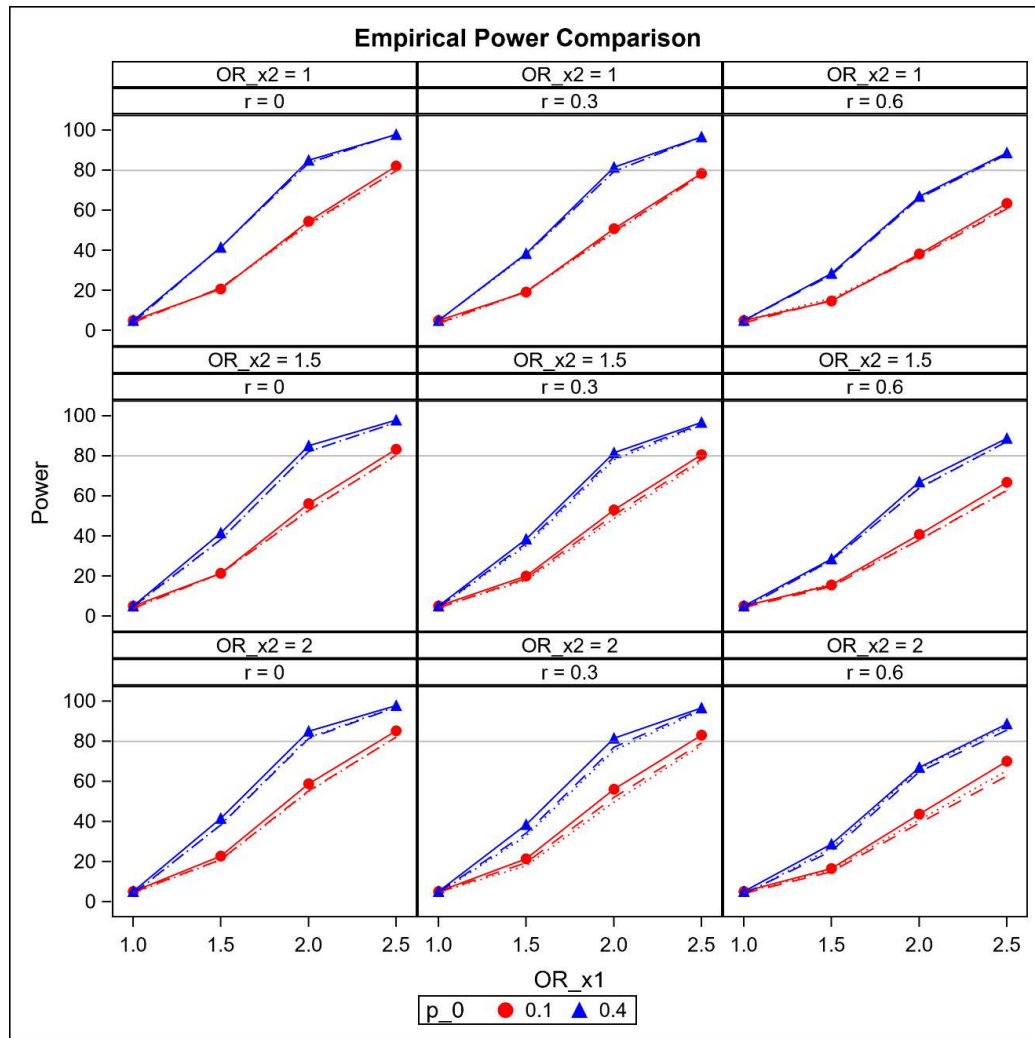 Empirical Power Comparison
OR_x2 = 1 OR_x2 = 1 OR_x2 = 1
r = 0 r = 0.3 r = 0.6
100
80
60
40
20
0
OR_x2 = 1.5 OR_x2 = 1.5 OR_x2 = 1.5
r = 0 r = 0.3 r = 0.6
100
80
60
40
20
0
Power
OR_x2 = 2 OR_x2 = 2 OR_x2 = 2
r = 0 r = 0.3 r = 0.6
100
80
60
40
20
0
1.0 1.5 2.0 2.5 1.0 1.5 2.0 2.5 1.0 1.5 2.0 2.5
OR_x1
p_0 0.1 0.4